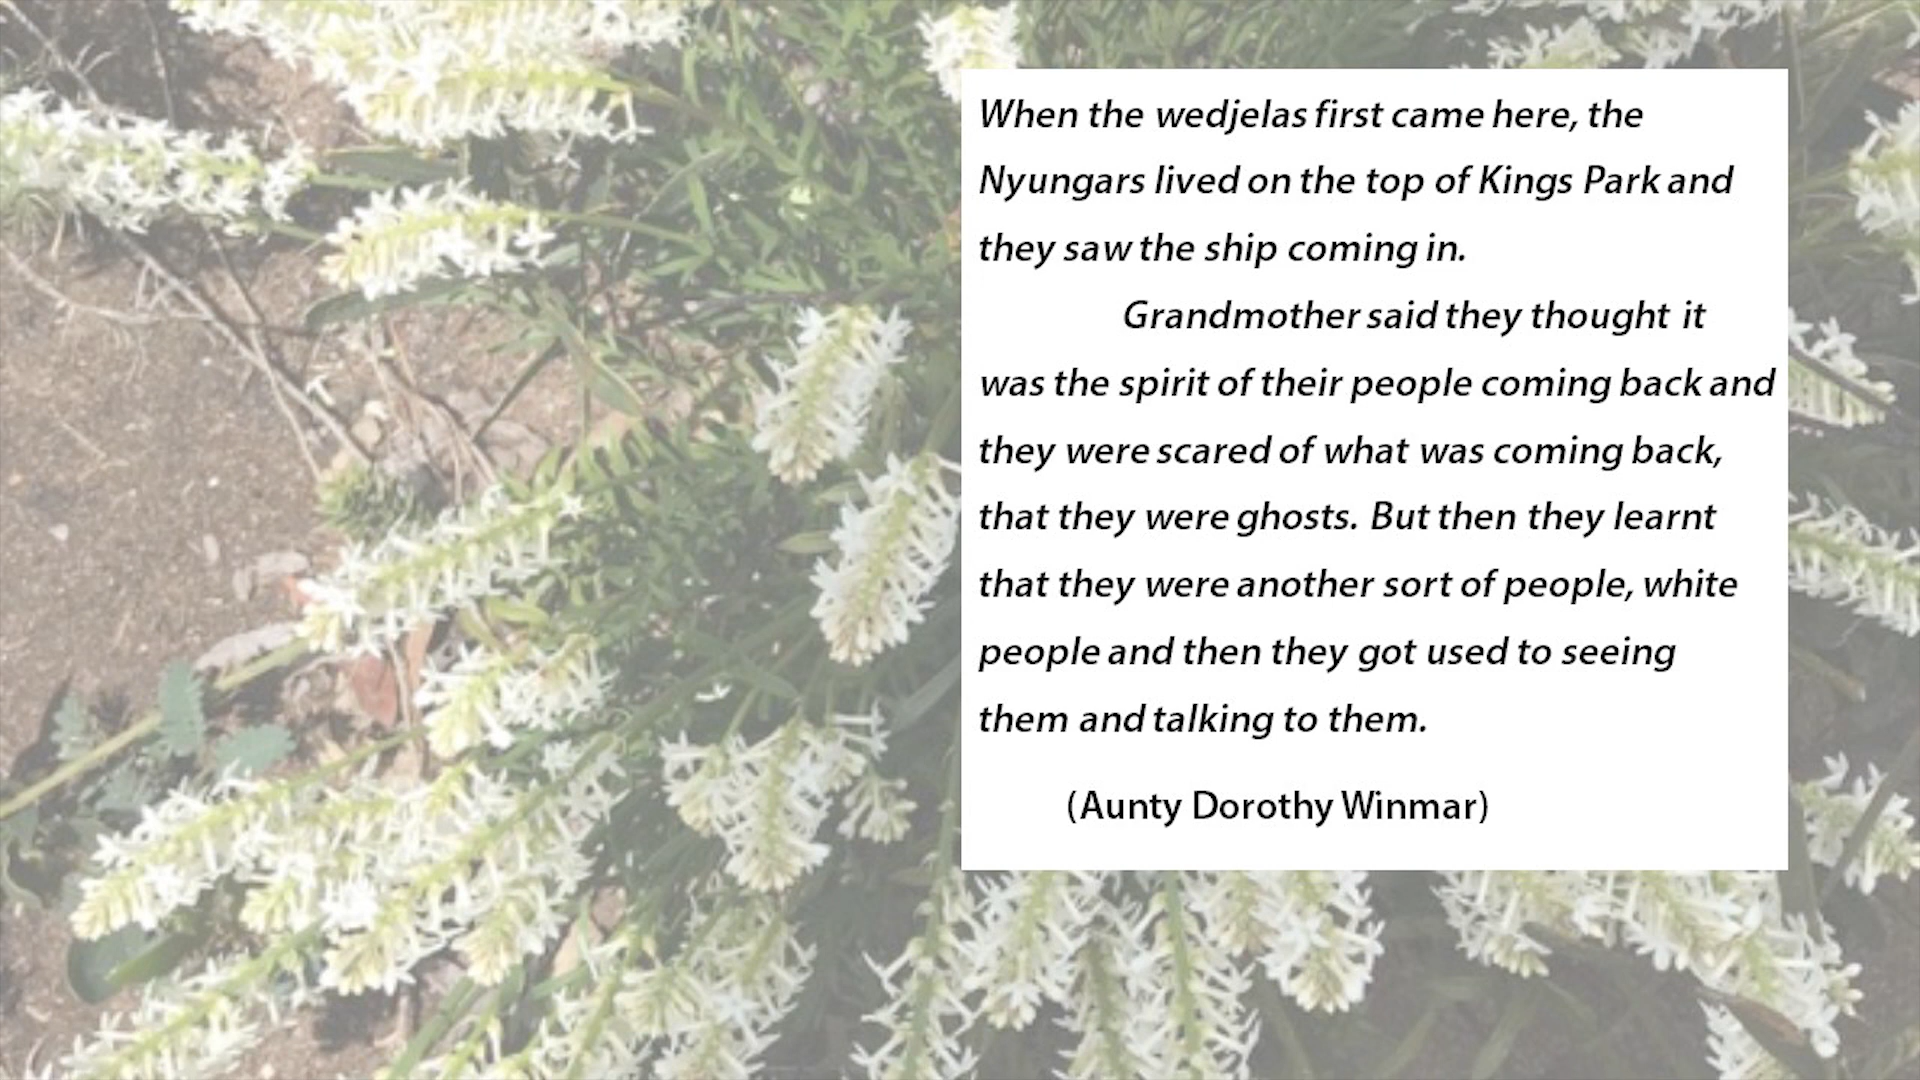 When the wedjelas first came here, the
Nyungars lived on the top of Kings Park and
they saw the ship coming in.
Grandmother said they thought it
was the spirit of their people coming back and
they were scared of what was coming back,
that they were ghosts. But then they learnt
that they were another sort of people, white
people and then they got used to seeing
them and talking to them.
(Aunty Dorothy Winmar)